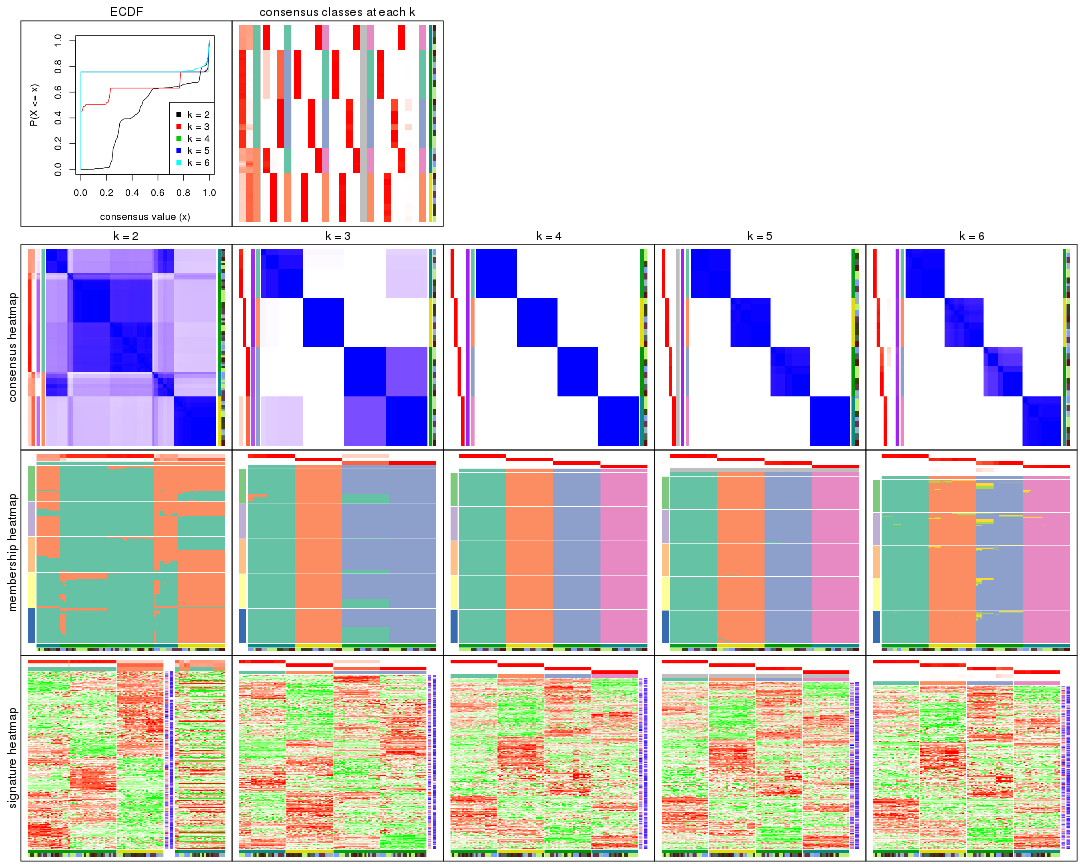 ECDF
consensus classes at each k
P(X <= x)
0.0 0.2 0.4 0.6 0.8 1.0
k = 2
k = 3
k = 4
k = 5
k = 6
0.0 0.2 0.4 0.6 0.8 1.0
consensus value (x)
k = 2
k = 3
k = 4
k = 5
k = 6
consensus heatmap
membership heatmap
signature heatmap